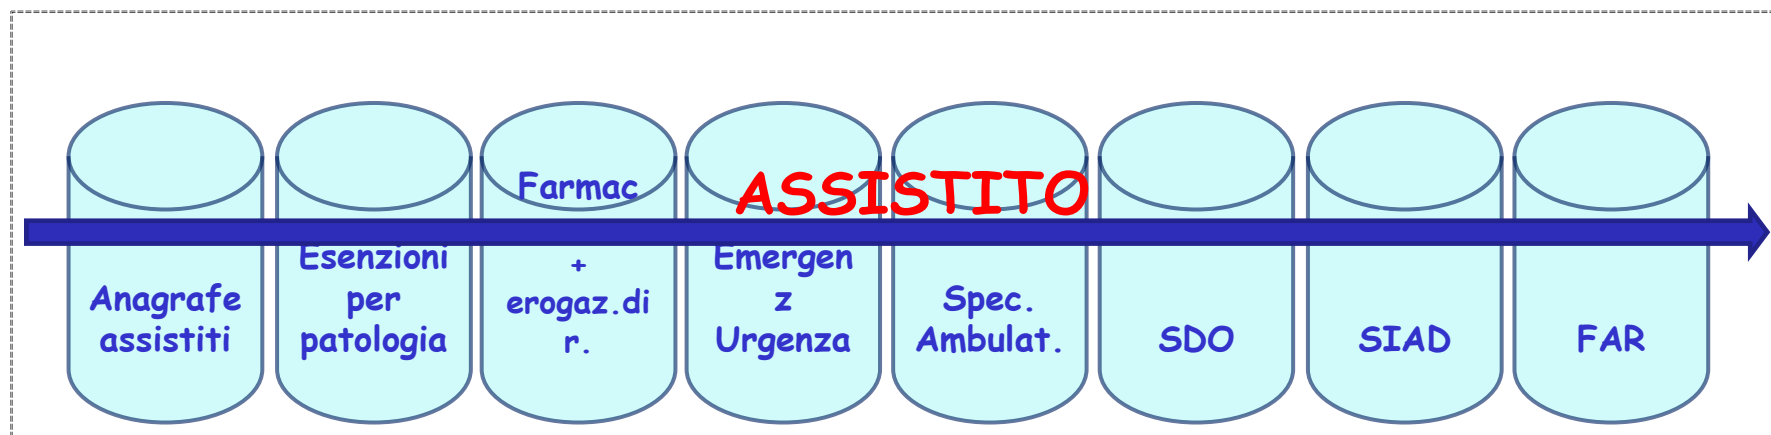 ASSISTITO
Anagrafe
assistiti
Esenzioni
per
patologia
Farmac
+
erogaz.di
r.
Emergen
z
Urgenza
Spec.
Ambulat.
SDO
SIAD
FAR